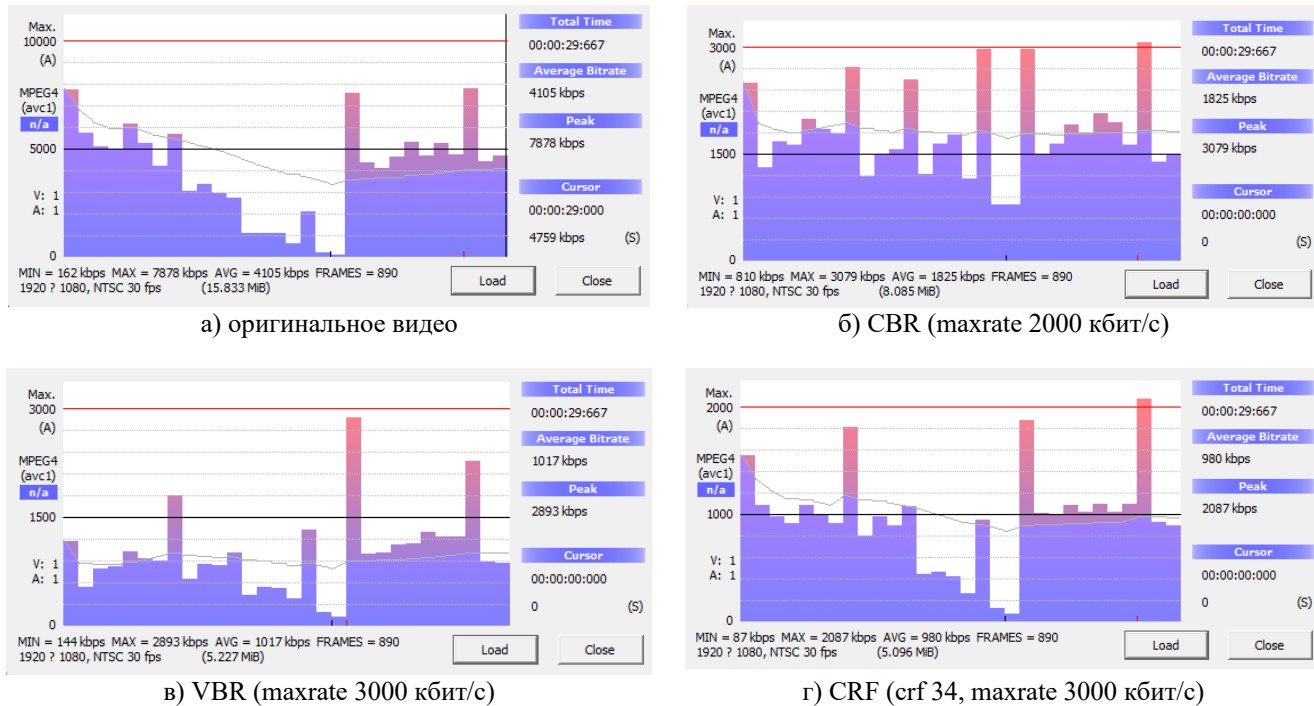 Max.
10000
(A)
MPEG4
(avc1)
n/a
5000
V: 1
A: 1
0
Total Time
00:00:29:667
Average Bitrate
4105 kbps
Peak
7878 kbps
Cursor
00:00:29:000
4759 kbps (S)
MIN = 162 kbps MAX = 7878 kbps AVG = 4105 kbps FRAMES = 890
1920 ? 1080, NTSC 30 fps (15.833 MiB)
Load Close
а) оригинальное видео
Max.
3000
(A)
MPEG4
(avc1)
n/a
1500
V: 1
A: 1
0
Total Time
00:00:29:667
Average Bitrate
1825 kbps
Peak
3079 kbps
Cursor
00:00:00:000
0 (S)
MIN = 810 kbps MAX = 3079 kbps AVG = 1825 kbps FRAMES = 890
1920 ? 1080, NTSC 30 fps (8.085 MiB)
Load Close
б) CBR (maxrate 2000 кбит/с)
Max.
3000
(A)
MPEG4
(avc1)
n/a
1500
V: 1
A: 1
0
Total Time
00:00:29:667
Average Bitrate
1017 kbps
Peak
2893 kbps
Cursor
00:00:00:000
0 (S)
MIN = 144 kbps MAX = 2893 kbps AVG = 1017 kbps FRAMES = 890
1920 ? 1080, NTSC 30 fps (5.227 MiB)
Load Close
в) VBR (maxrate 3000 кбит/с)
Max.
2000
(A)
MPEG4
(avc1)
n/a
1000
V: 1
A: 1
0
Total Time
00:00:29:667
Average Bitrate
980 kbps
Peak
2087 kbps
Cursor
00:00:00:000
0 (S)
MIN = 87 kbps MAX = 2087 kbps AVG = 980 kbps FRAMES = 890
1920 ? 1080, NTSC 30 fps (5.096 MiB)
Load Close
г) CRF (crf 34, maxrate 3000 кбит/с)